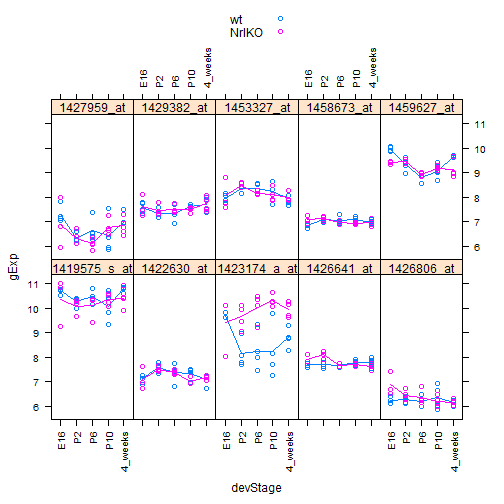 wt
NrlKO
E16 P2 P6 P10 4_weeks E16 P2 P6 P10 4_weeks
1427959_at 1429382_at 1453327_at 1458673_at 1459627_at
11
10
9
8
7
6
1419575_s_at 1422630_at 1423174_a_at 1426641_at 1426806_at
11
10
9
8
7
6
gExp
E16 P2 P6 P10 4_weeks E16 P2 P6 P10 4_weeks E16 P2 P6 P10 4_weeks
devStage